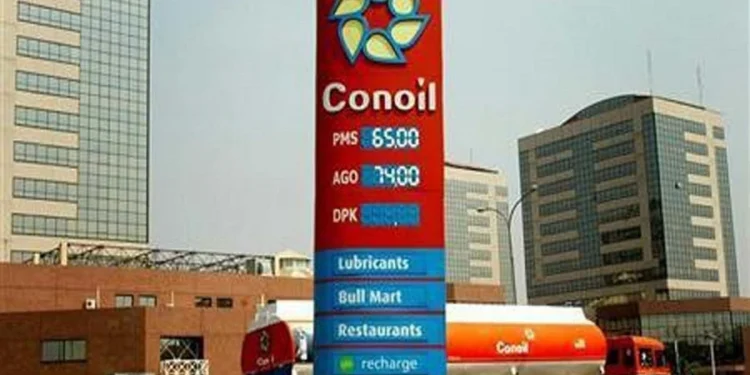 Conoil
PMS 65.00
AGO 74.00
DPK
Lubricants
Bull Mart
Restaurants
recharge
Conoil